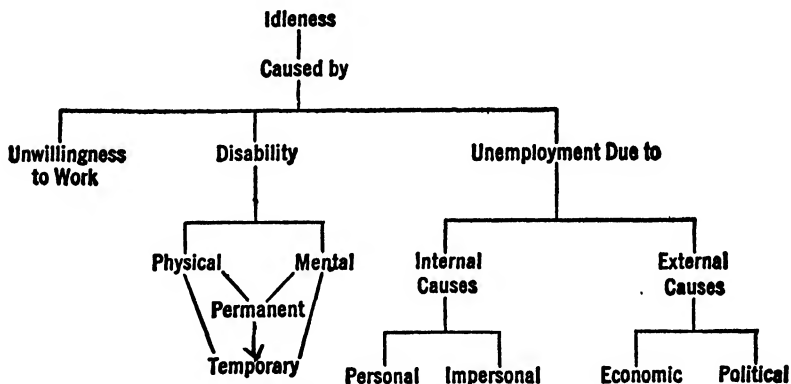 Idleness
Caused by
Unwillingness
to Work
Disability
Unemployment Due to
Physical
Mental
Permanent
Temporary
Internal
Causes
External
Causes
Personal
Impersonal
Economic
Political